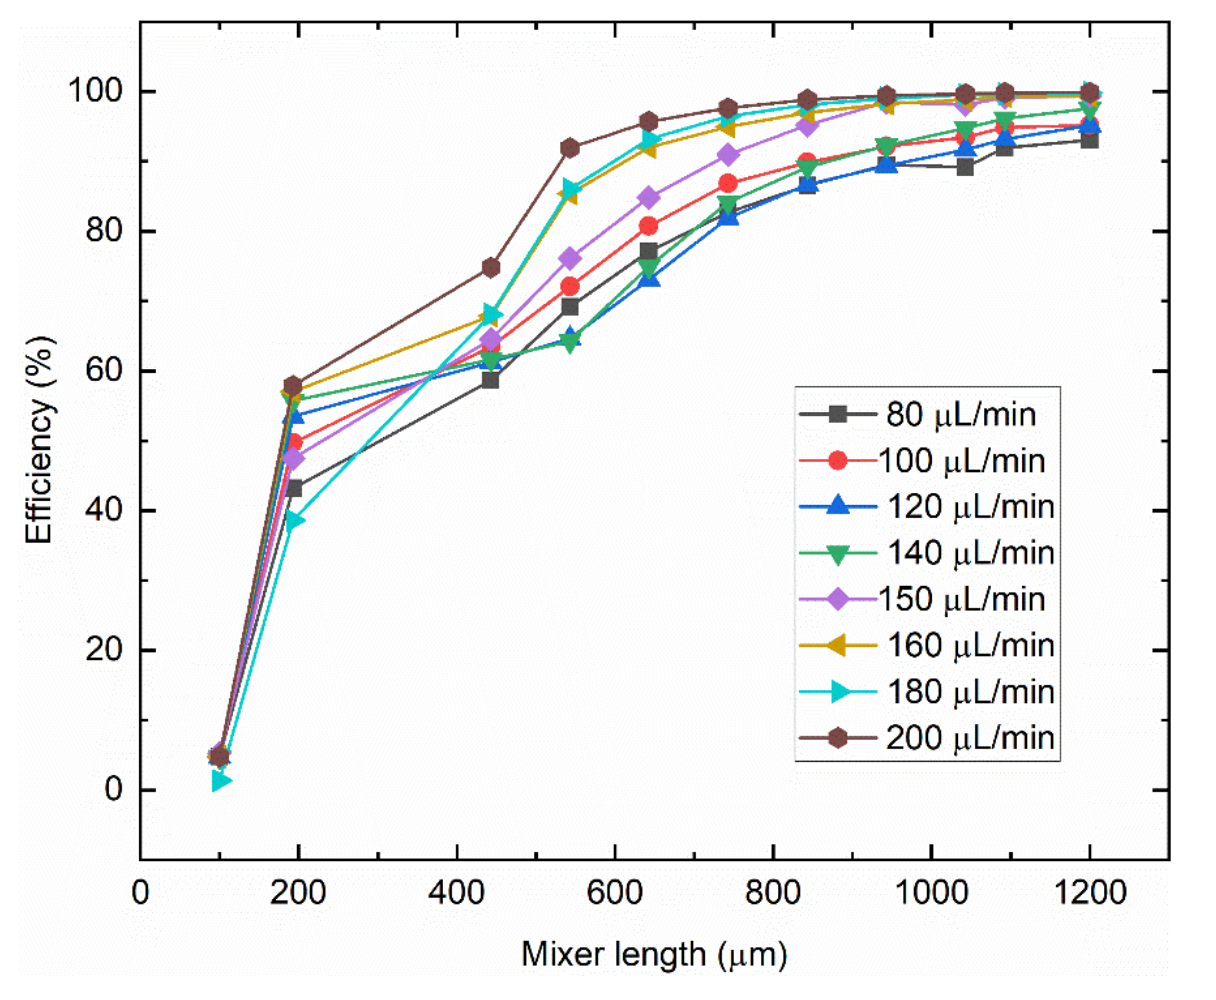 100
80
60
40
20
0
Efficiency (%)
80 μL/min
100 μL/min
120 μL/min
140 μL/min
150 μL/min
160 μL/min
180 μL/min
200 μL/min
0 200 400 600 800 1000 1200
Mixer length (μm)